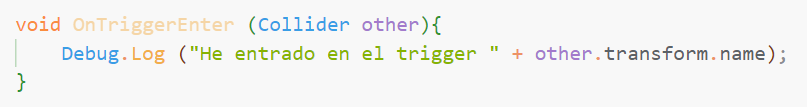 void OnTriggerEnter (Collider other){
    Debug.Log ("He entrado en el trigger " + other.transform.name);
}